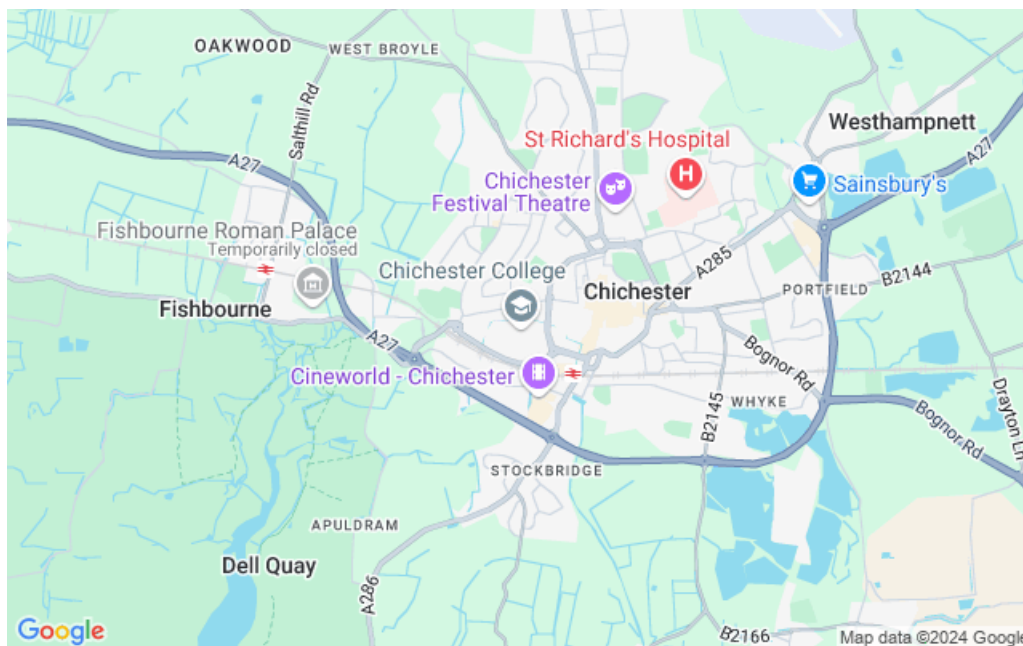 OAKWOOD
WEST BROYLE
Salthill Rd
A27
St Richard's Hospital
H
Westhampnett
A27
Sainsbury's
Chichester
Festival Theatre
Fishbourne Roman Palace
Temporarily closed
A285
B2144
Chichester College
Chichester
PORTFIELD
Fishbourne
A27
Bognor Rd
Cineworld - Chichester
WHYKE
B2145
Drayton Ln
Bognor Rd
STOCKBRIDGE
APULDRAM
Dell Quay
A286
B2166
Google
Map data ©2024 Google